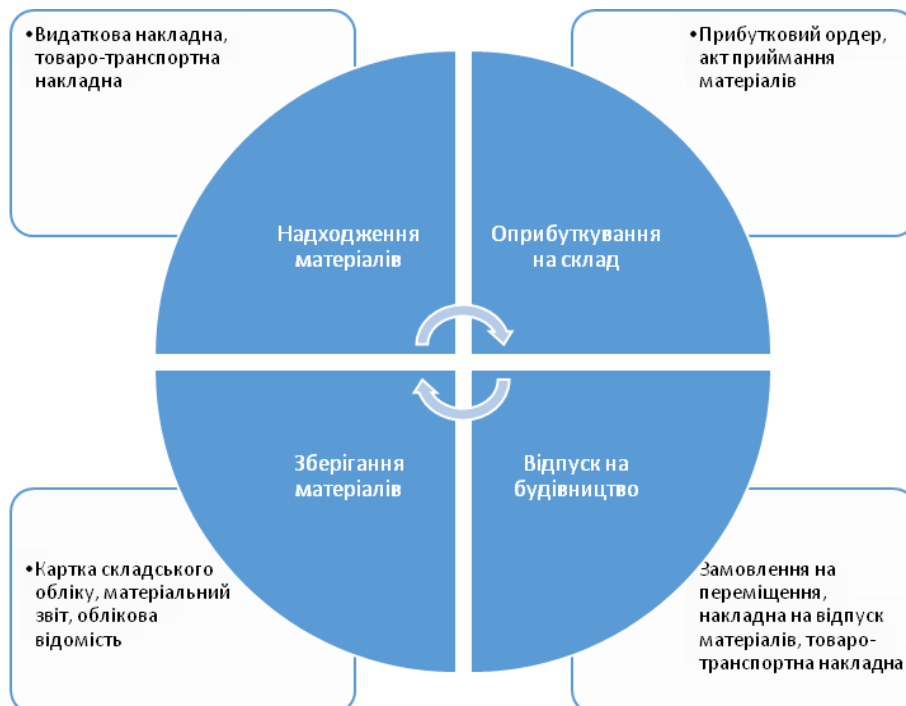 •Видаткова накладна,
товаро-транспортна
накладна
•Прибутковий ордер,
акт приймання
матеріалів
Надходження
матеріалів
Оприбуткування
на склад
Зберігання
матеріалів
Відпуск на
будівництво
•Картка складського
обліку, матеріальний
звіт, облікова
відомість
Замовлення на
переміщення,
накладна на відпуск
матеріалів, товаро-
транспортна накладна